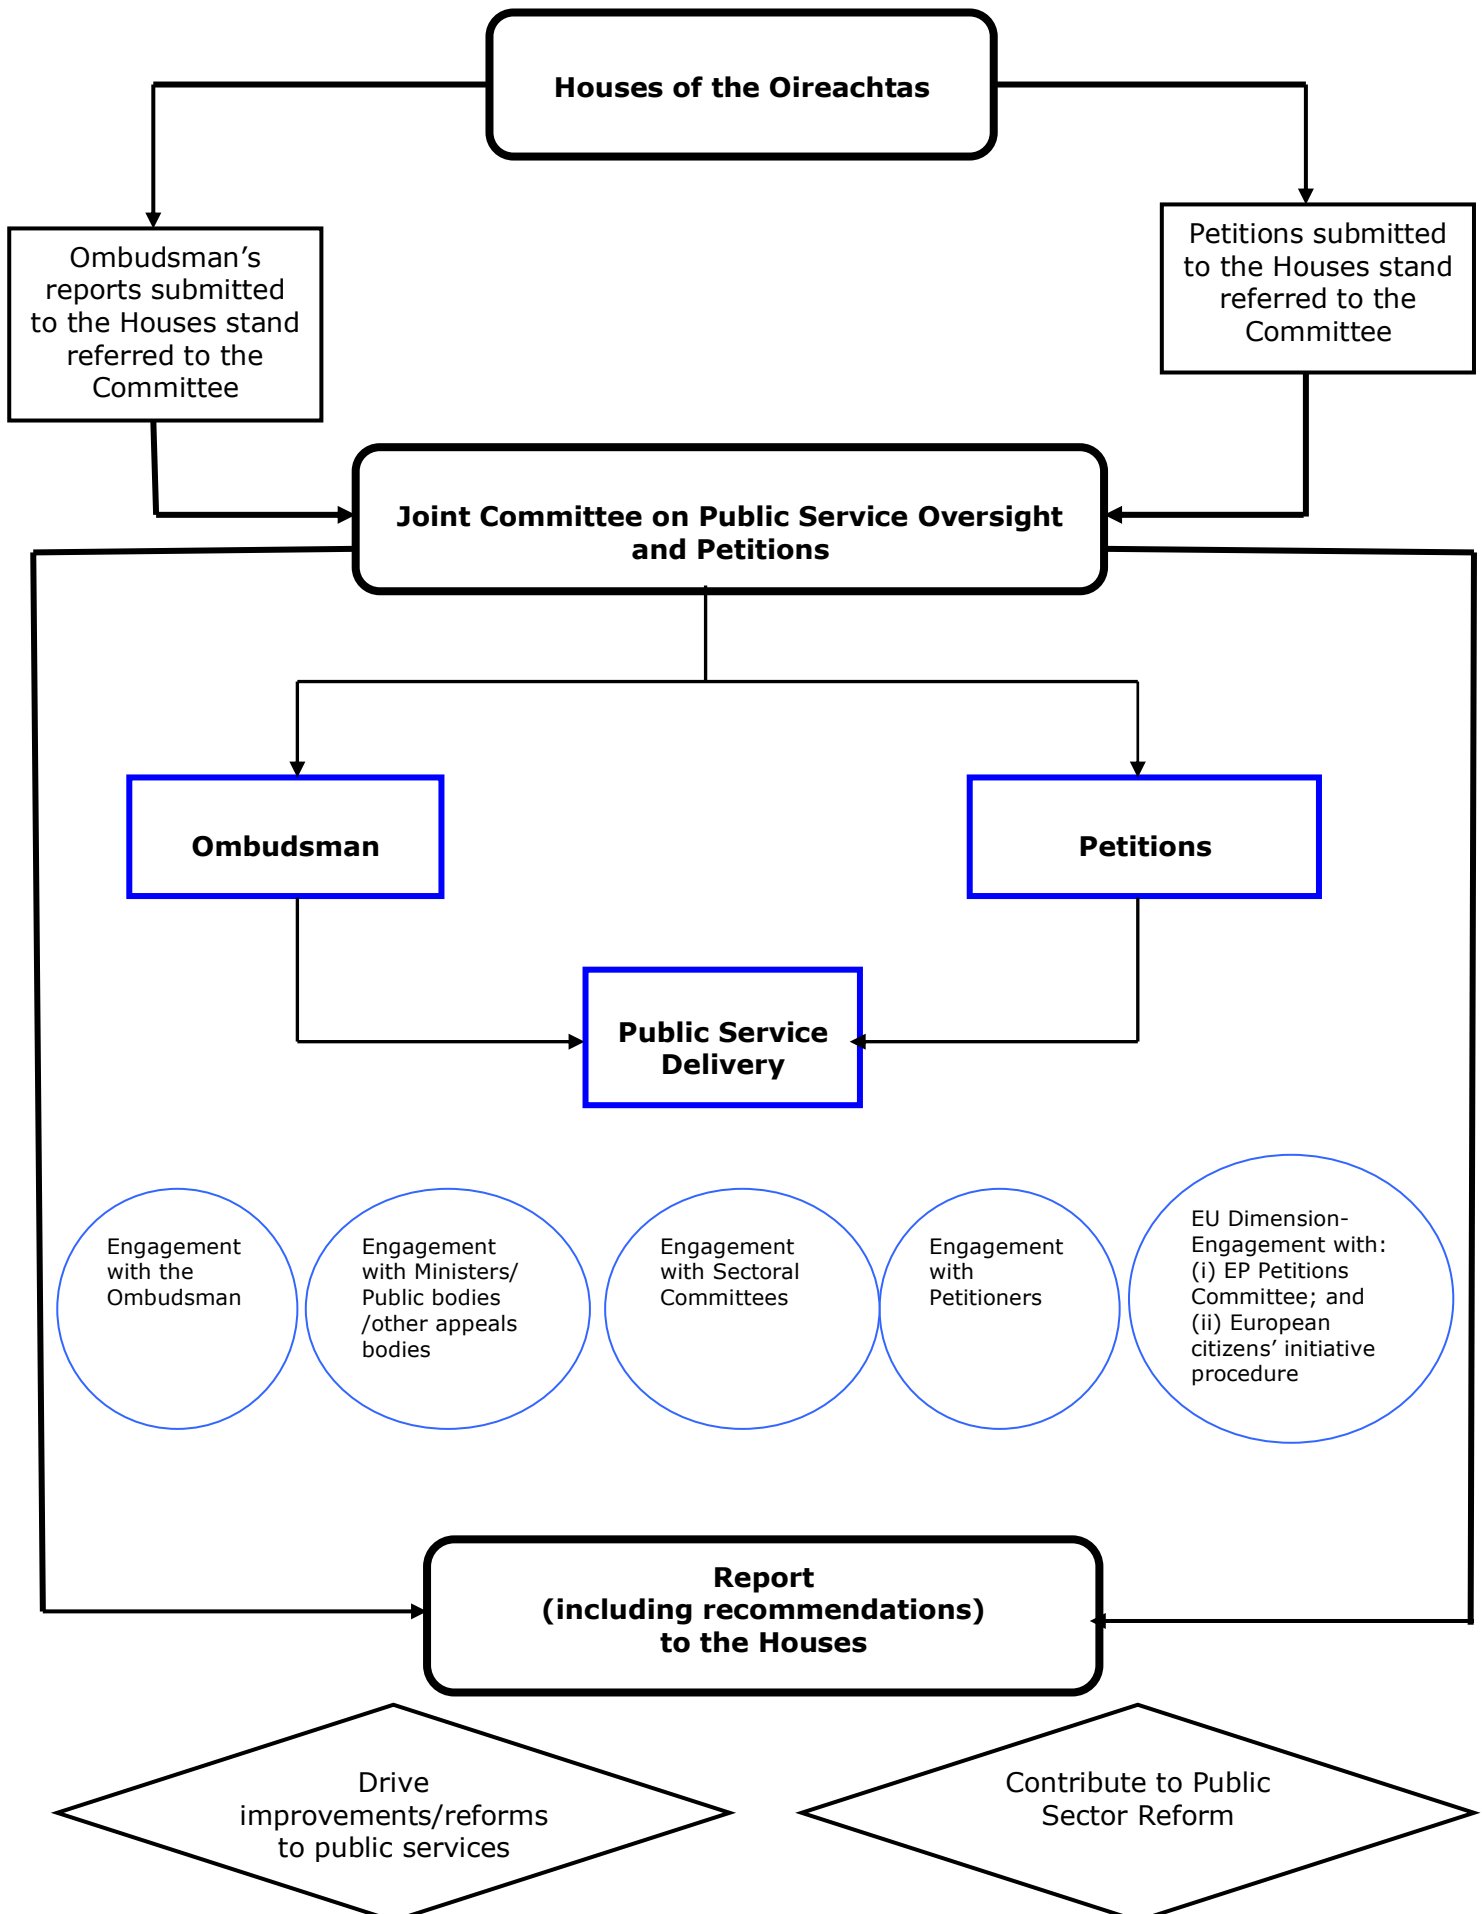 Houses of the Oireachtas
Ombudsman’s
reports submitted
to the Houses stand
referred to the
Committee
Petitions submitted
to the Houses stand
referred to the
Committee
Joint Committee on Public Service Oversight
and Petitions
Ombudsman
Petitions
Public Service
Delivery
Engagement
with the
Ombudsman
Engagement
with Ministers/
Public bodies
/other appeals
bodies
Engagement
with Sectoral
Committees
Engagement
with
Petitioners
EU Dimension-
Engagement with:
(i) EP Petitions
Committee; and
(ii) European
citizens’ initiative
procedure
Report
(including recommendations)
to the Houses
Drive
improvements/reforms
to public services
Contribute to Public
Sector Reform